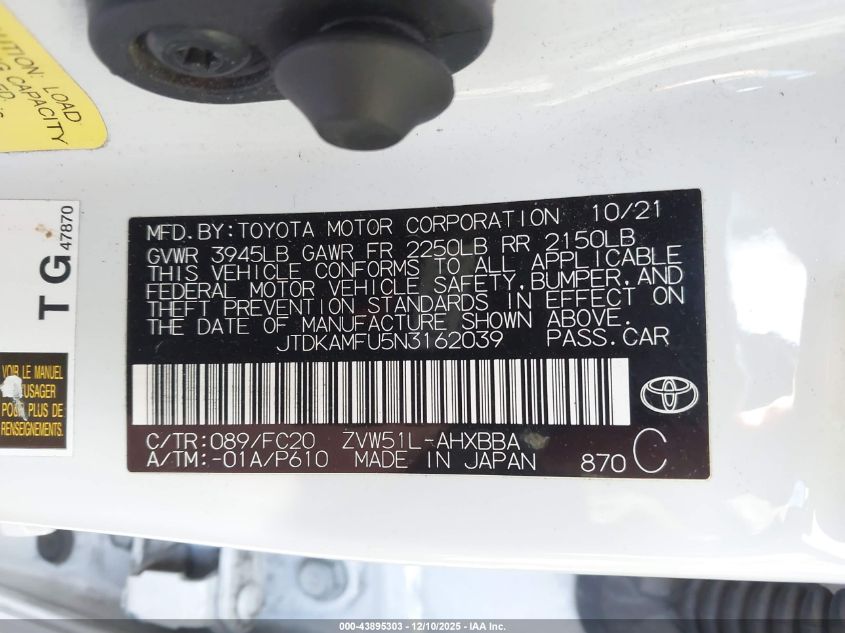 UTION: LOAD
G CAPACITY
TG
47870
VOIR LE MANUEL
D'USAGER
POUR PLUS DE
RENSEIGNEMENTS.
MFD. BY: TOYOTA MOTOR CORPORATION 10/21
GVWR 3945LB GAWR FR 2250LB RR 2150LB
THIS VEHICLE CONFORMS TO ALL APPLICABLE
FEDERAL MOTOR VEHICLE SAFETY, BUMPER, AND
THEFT PREVENTION STANDARDS IN EFFECT ON
THE DATE OF MANUFACTURE SHOWN ABOVE.
JTDKAMFU5N3162039 PASS. CAR
C/TR: 089/FC20 ZVW51L-AHXBBA
A/TM: -01A/P610 MADE IN JAPAN 870 C
000-43895303 - 12/10/2025 - IAA Inc.